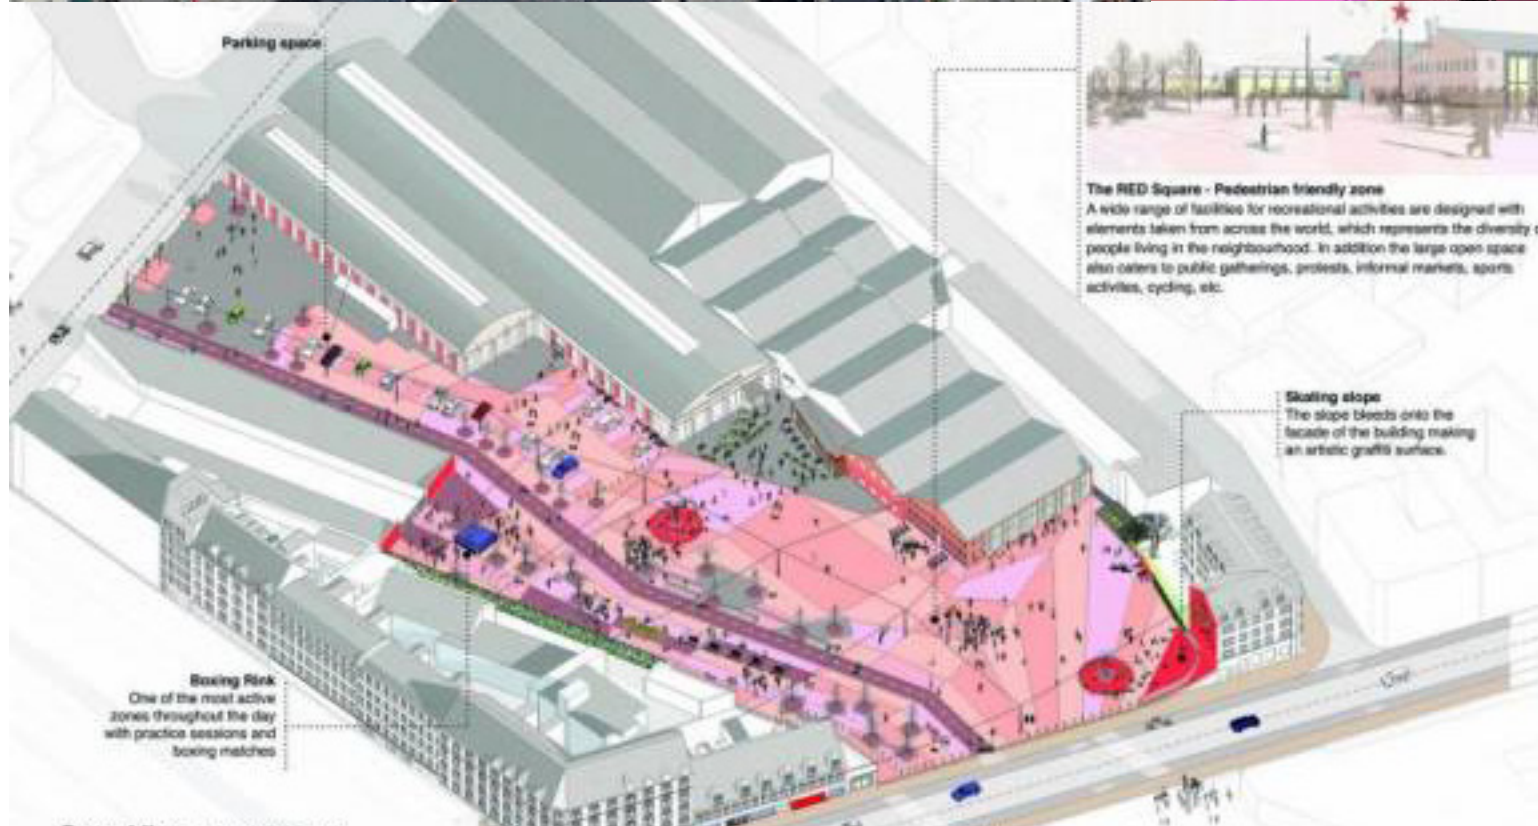 Parking space
The RED Square - Pedestrian friendly zone
A wide range of facilities for recreational activities are designed with
elements taken from across the world, which represents the diversity
people living in the neighbourhood. In addition the large open space
also caters to public gatherings, protests, informal markets, sports
activites, cycling, etc.
Skating slope
The slope bleeds onto the
facade of the building making
an artistic graffiti surface.
Boxing Rink
One of the most active
zones throughout the day
with practice sessions and
boxing matches